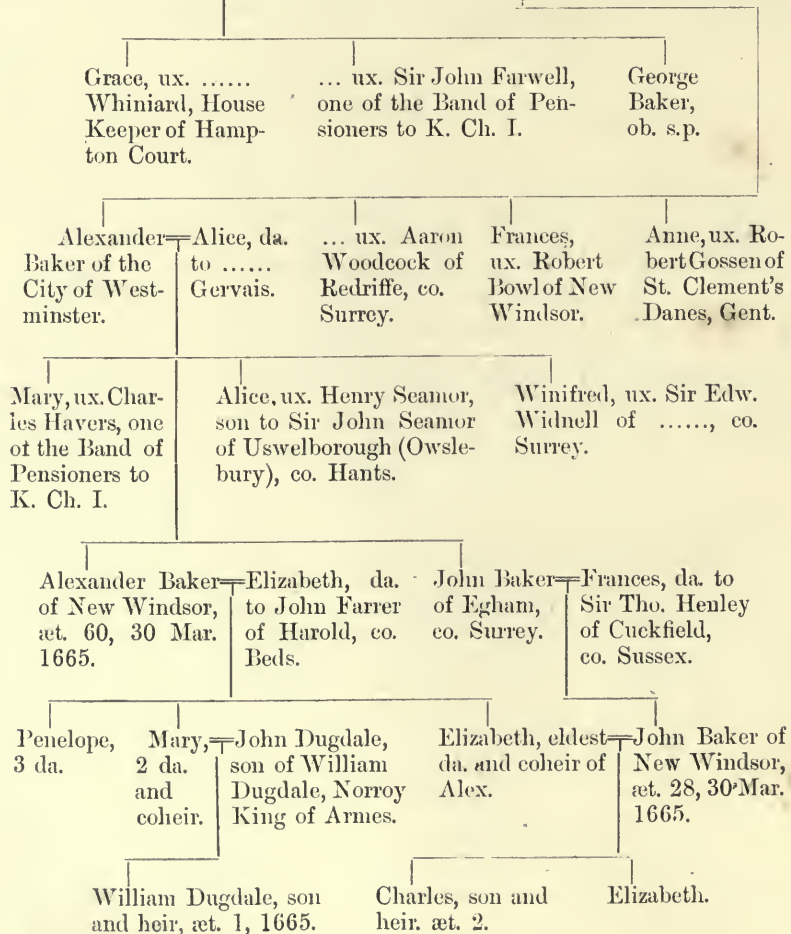 Grace, ux. ......
Whiniard, House
Keeper of Hamp-
ton Court.
... ux. Sir John Farwell,
one of the Band of Pen-
sioners to K. Ch. I.
George
Baker,
ob. s.p.
Alexander
Baker of the
City of West-
minster.
Alice, da.
to ......
Gervais.
... ux. Aaron
Woodcock of
Redriffe, co.
Surrey.
Frances,
ux. Robert
Bowl of New
Windsor.
Anne, ux. Ro-
bert Gossen of
St. Clement's
Danes, Gent.
Mary, ux. Char-
les Havers, one
of the Band of
Pensioners to
K. Ch. I.
Alice, ux. Henry Seamor,
son to Sir John Seamor
of Uswelborough (Owsle-
bury), co. Hants.
Winifred, ux. Sir Edw.
Widnell of ......, co.
Surrey.
Alexander Baker
of New Windsor,
æt. 60, 30 Mar.
1665.
Elizabeth, da.
to John Farrer
of Harold, co.
Beds.
John Baker
of Egham,
co. Surrey.
Frances, da. to
Sir Tho. Henley
of Cuckfield,
co. Sussex.
Penelope,
3 da.
Mary,
2 da.
and
coheir.
John Dugdale,
son of William
Dugdale, Norroy
King of Armes.
Elizabeth, eldest
da. and coheir of
Alex.
John Baker of
New Windsor,
æt. 28, 30 Mar.
1665.
William Dugdale, son
and heir, æt. 1, 1665.
Charles, son and
heir. æt. 2.
Elizabeth.